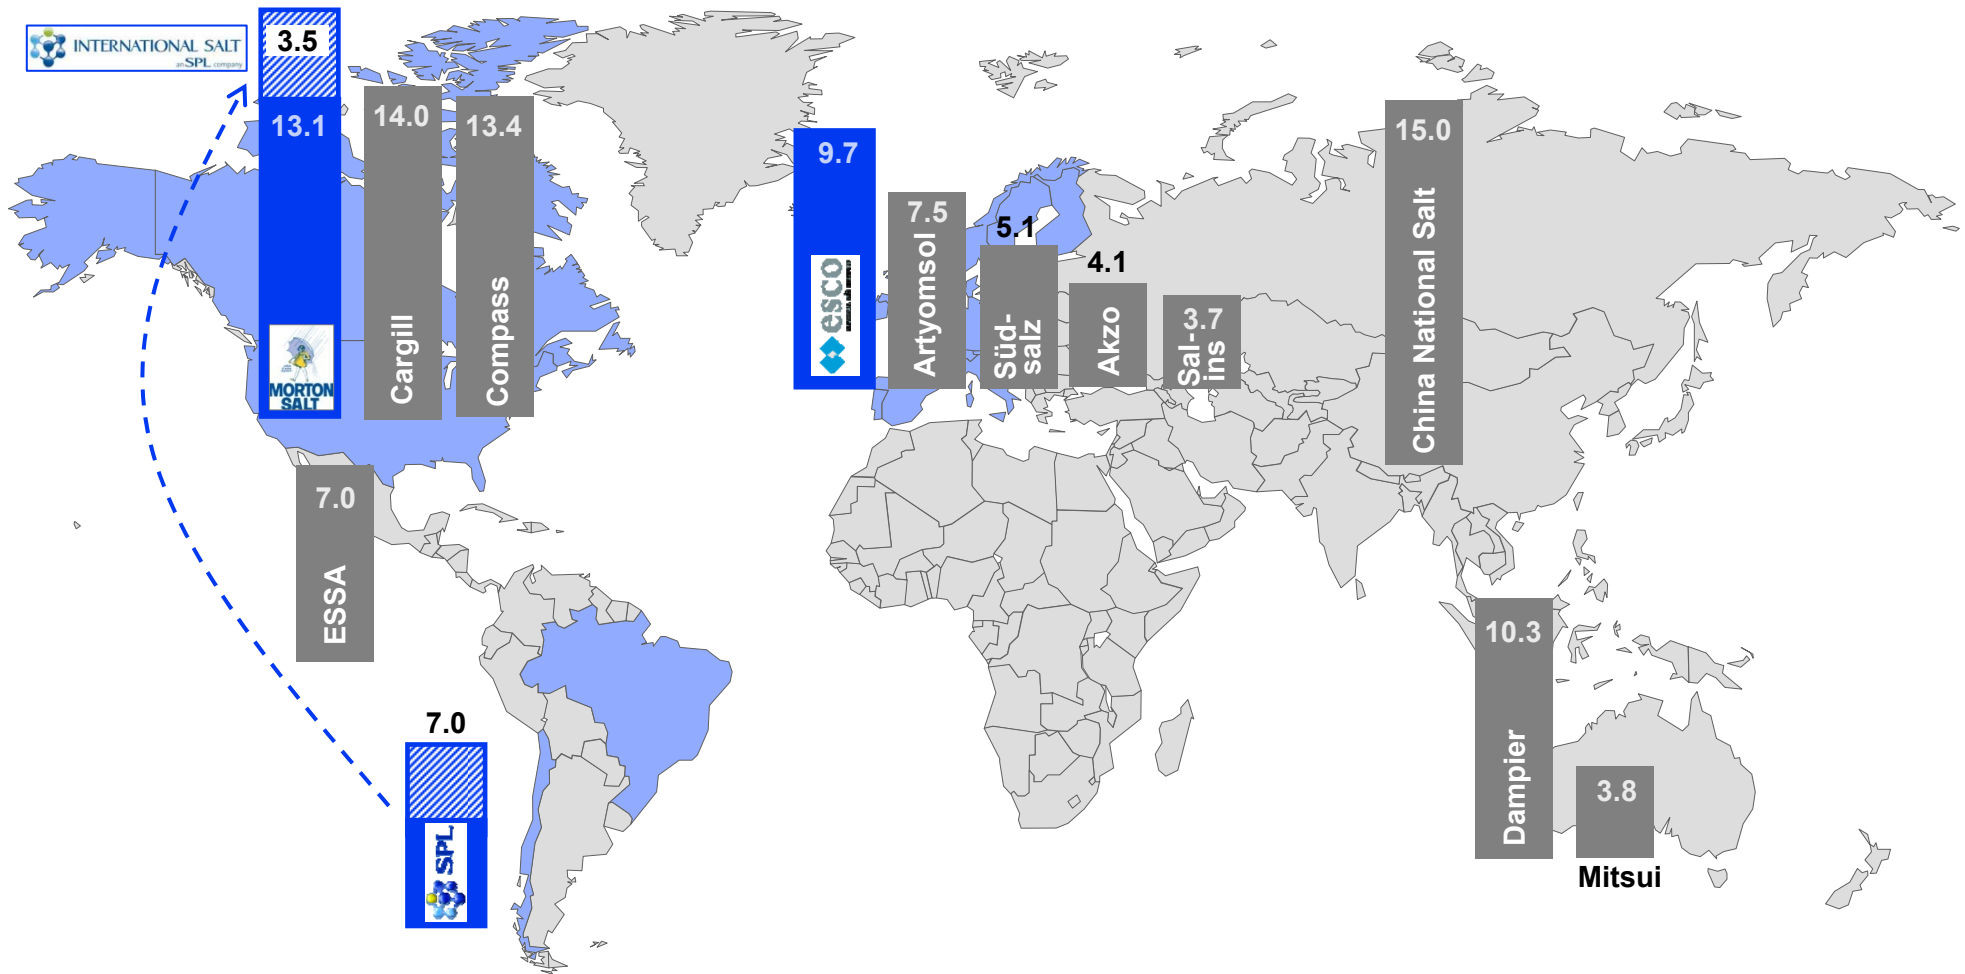 INTERNATIONAL SALT
an SPL company
3.5
13.1
MORTON
SALT
14.0
Cargill
13.4
Compass
7.0
ESSA
7.0
SPL
9.7
esco
7.5
Artyomsol
5.1
Süd-
salz
4.1
Akzo
3.7
Sal-
ins
15.0
China National Salt
10.3
Dampier
3.8
Mitsui